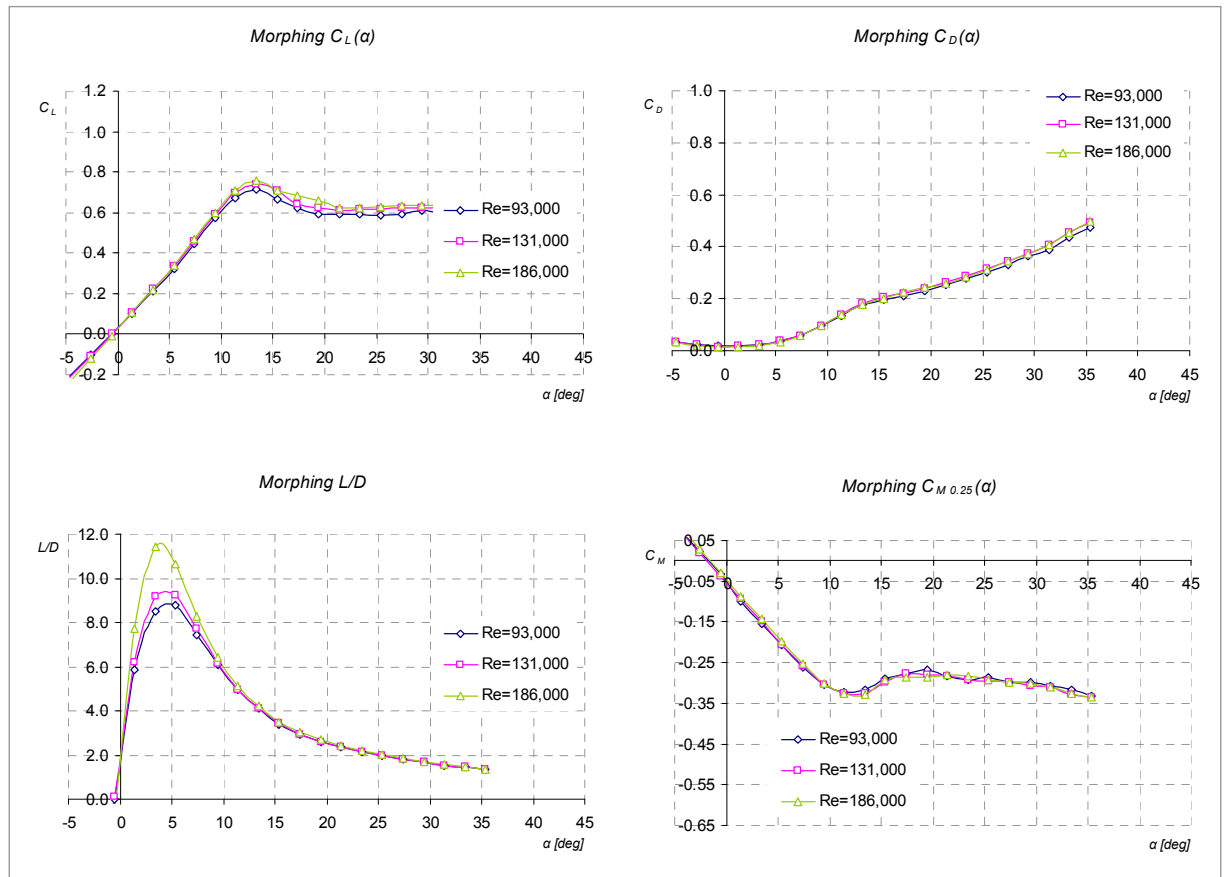 Morphing C L (α)
1.2
C L
1.0
0.8
0.6
0.4
0.2
0.0
-0.2
-5 0 5 10 15 20 25 30 35 40 45
α [deg]
Re=93,000
Re=131,000
Re=186,000
Morphing C D (α)
1.0
C D
0.8
0.6
0.4
0.2
0.0
-5 0 5 10 15 20 25 30 35 40 45
α [deg]
Re=93,000
Re=131,000
Re=186,000
Morphing L/D
12.0
L/D
10.0
8.0
6.0
4.0
2.0
0.0
-5 0 5 10 15 20 25 30 35 40 45
α [deg]
Re=93,000
Re=131,000
Re=186,000
Morphing C M 0.25 (α)
0.05
C M
-0.05
-0.15
-0.25
-0.35
-0.45
-0.55
-0.65
-5 0 5 10 15 20 25 30 35 40 45
α [deg]
Re=93,000
Re=131,000
Re=186,000